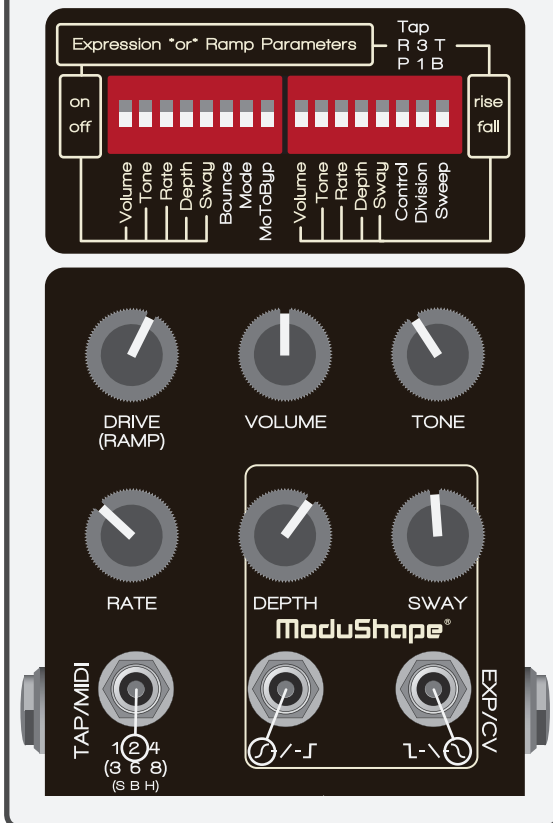 Tap
Expression "or" Ramp Parameters
R 3 T
P 1 B
on
off
rise
fall
Volume
Tone
Rate
Depth
Sway
Bounce
Mode
MoToByp
Volume
Tone
Rate
Depth
Sway
Control
Division
Sweep
DRIVE
(RAMP)
VOLUME
TONE
RATE
DEPTH
SWAY
ModuShape®
TAP/MIDI
EXP/CV
1 2 4
(3 6 8)
(S B H)